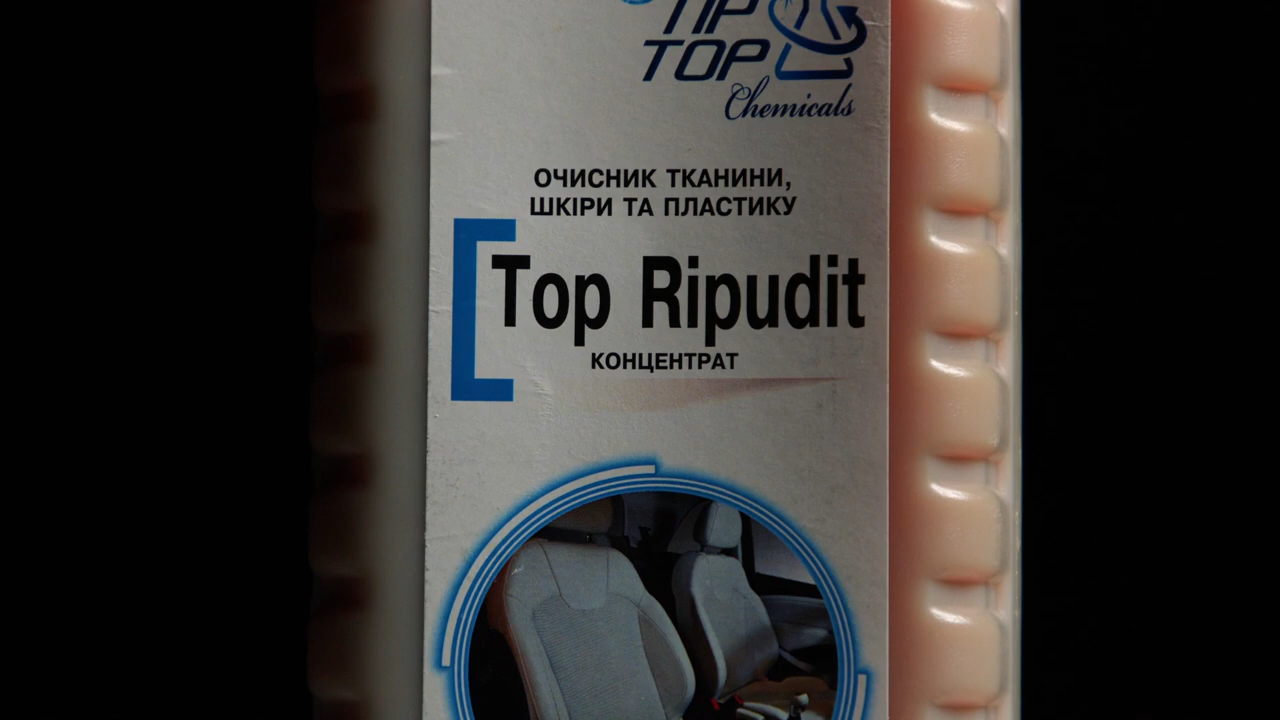 TIP
TOP
Chemicals
ОЧИСНИК ТКАНИНИ,
ШКІРИ ТА ПЛАСТИКУ
Top Ripudit
КОНЦЕНТРАТ